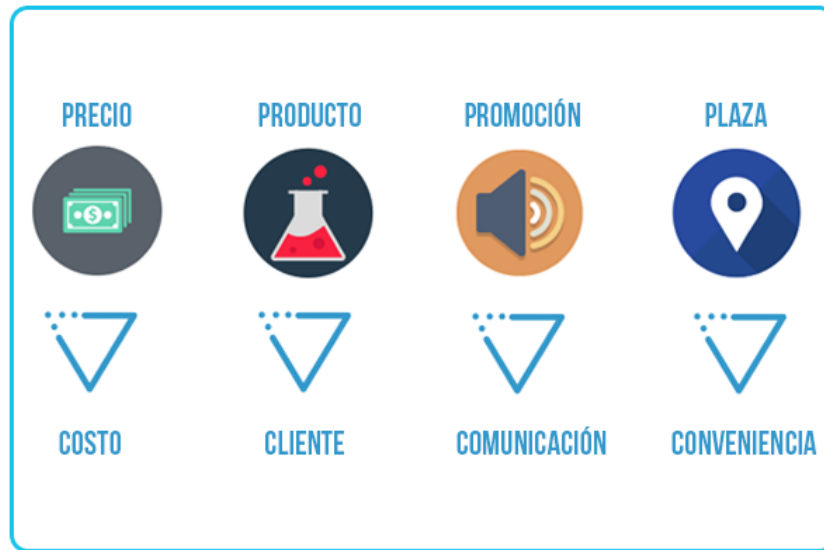 PRECIO PRODUCTO PROMOCIÓN PLAZA
$
COSTO CLIENTE COMUNICACIÓN CONVENIENCIA